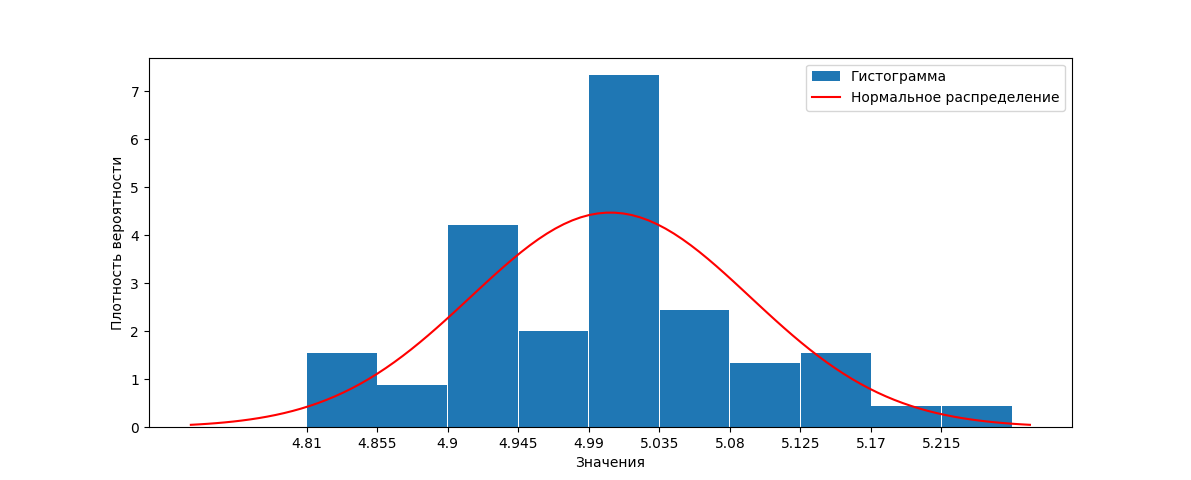 Гистограмма
Нормальное распределение
Плотность вероятности
7
6
5
4
3
2
1
0
4.81 4.855 4.9 4.945 4.99 5.035 5.08 5.125 5.17 5.215
Значения